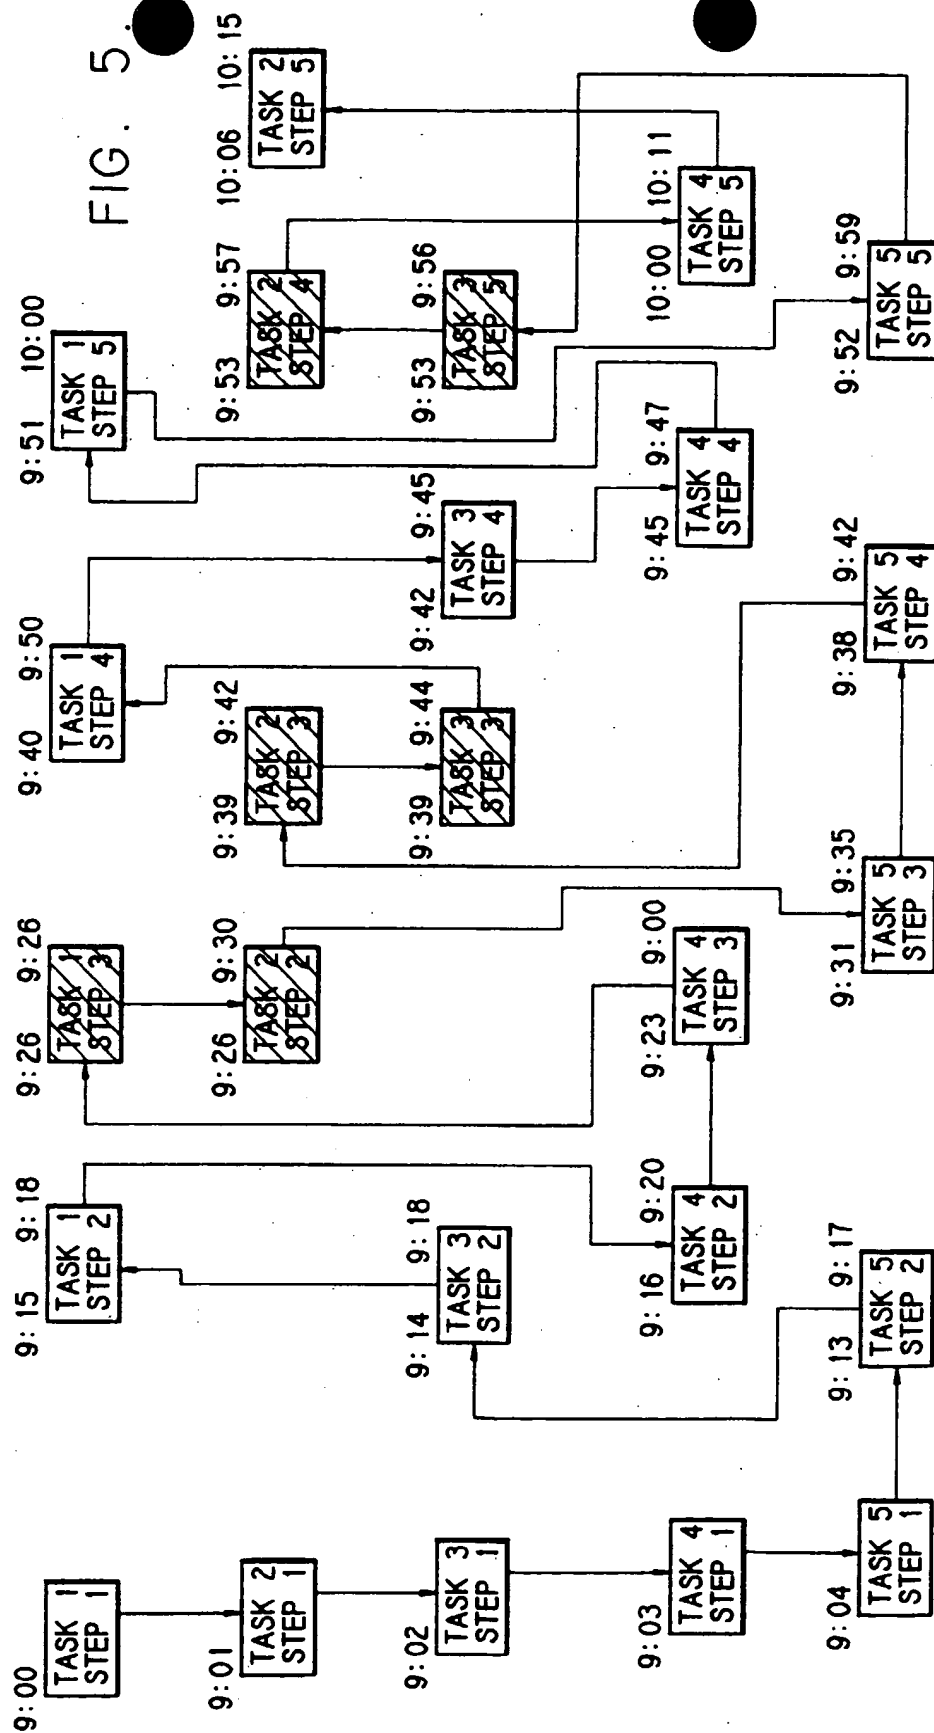 FIG. 5.
9:00
TASK 1
STEP 1
9:15 9:18
TASK 1
STEP 2
9:26 9:26
TASK 1
STEP 3
9:40 9:50
TASK 1
STEP 4
9:51 10:00
TASK 1
STEP 5
9:01
TASK 2
STEP 1
9:26 9:30
TASK 2
STEP 2
9:39 9:42
TASK 2
STEP 3
9:53 9:57
TASK 2
STEP 4
10:06 10:15
TASK 2
STEP 5
9:02
TASK 3
STEP 1
9:14 9:18
TASK 3
STEP 2
9:39 9:44
TASK 3
STEP 3
9:42 9:45
TASK 3
STEP 4
9:53 9:56
TASK 3
STEP 5
9:03
TASK 4
STEP 1
9:16 9:20
TASK 4
STEP 2
9:23 9:00
TASK 4
STEP 3
9:45 9:47
TASK 4
STEP 4
10:00 10:11
TASK 4
STEP 5
9:04
TASK 5
STEP 1
9:13 9:17
TASK 5
STEP 2
9:31 9:35
TASK 5
STEP 3
9:38 9:42
TASK 5
STEP 4
9:52 9:59
TASK 5
STEP 5